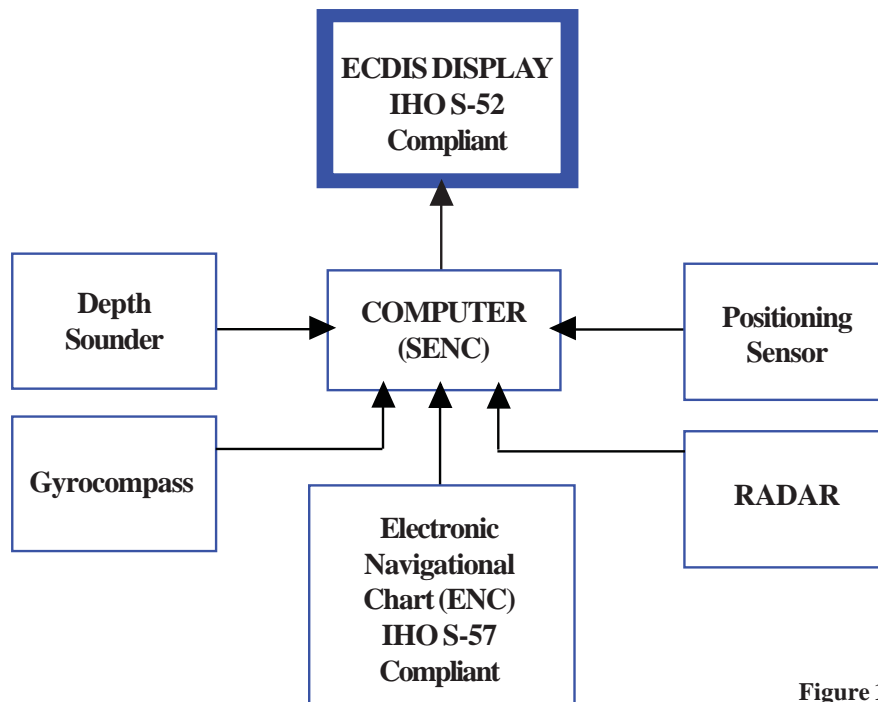 ECDIS DISPLAY
IHO S-52
Compliant
Depth
Sounder
COMPUTER
(SENC)
Positioning
Sensor
Gyrocompass
RADAR
Electronic
Navigational
Chart (ENC)
IHO S-57
Compliant
Figure